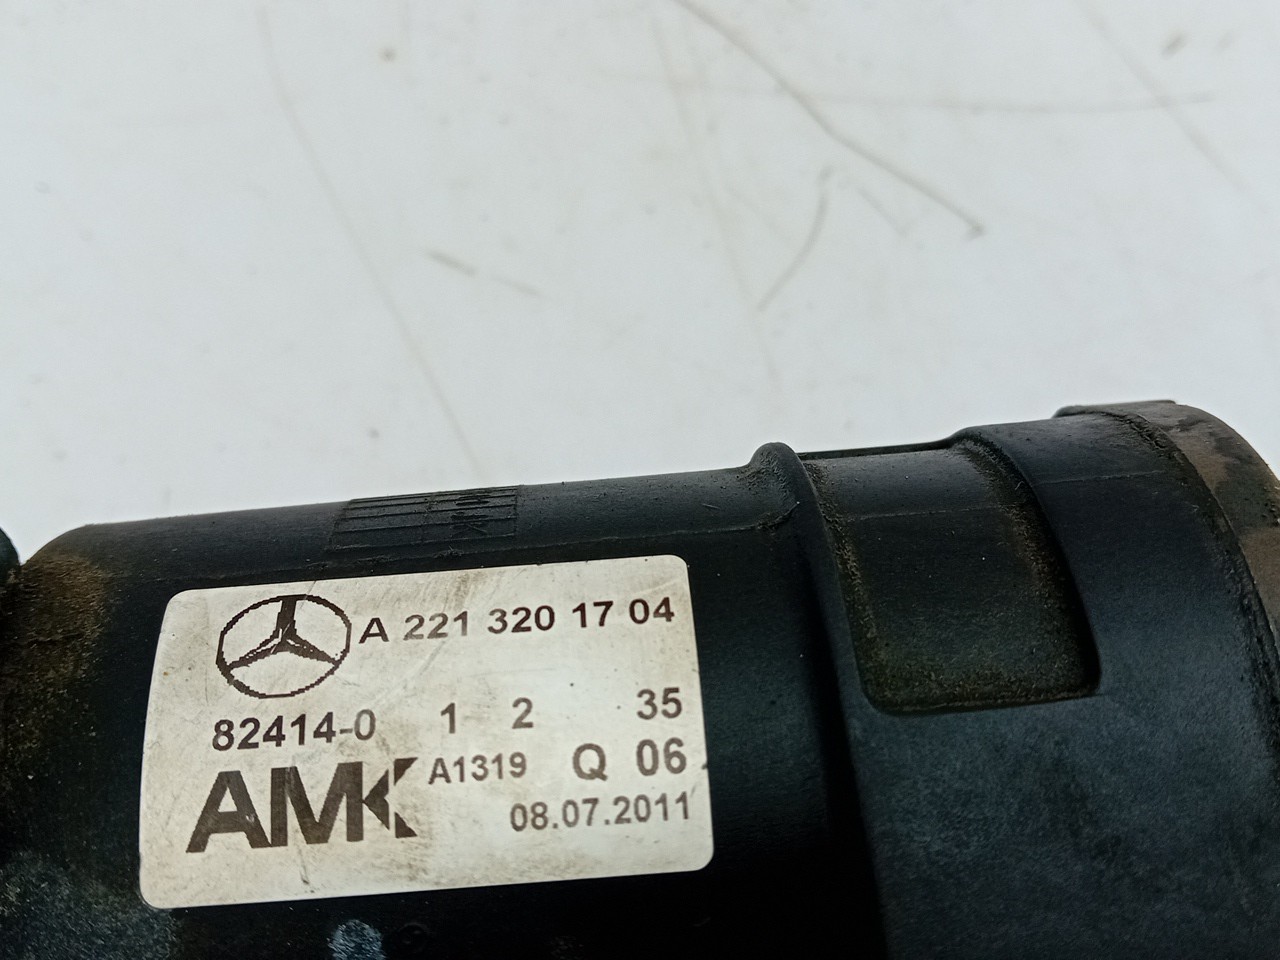 A 221 320 17 04
82414-0 1 2 35
AMK A1319 Q 06
08.07.2011